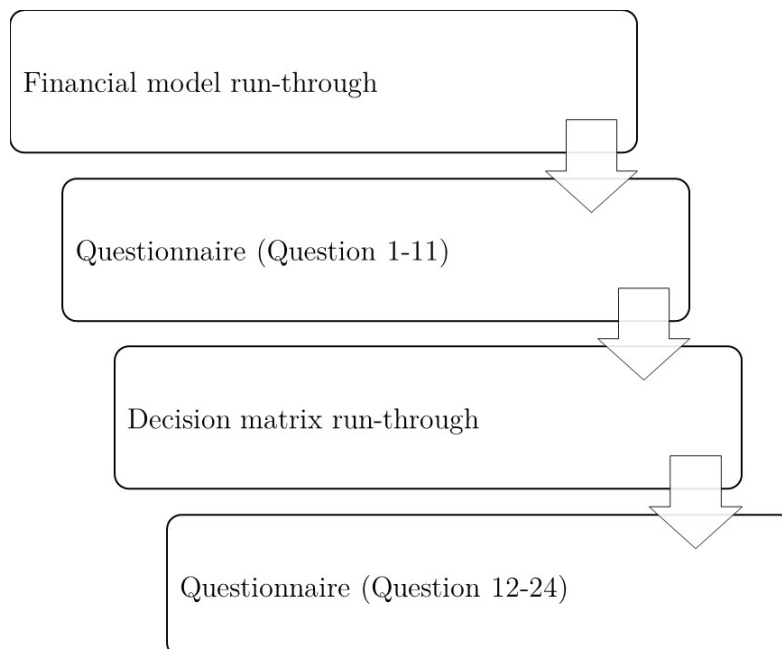 Financial model run-through
Questionnaire (Question 1-11)
Decision matrix run-through
Questionnaire (Question 12-24)